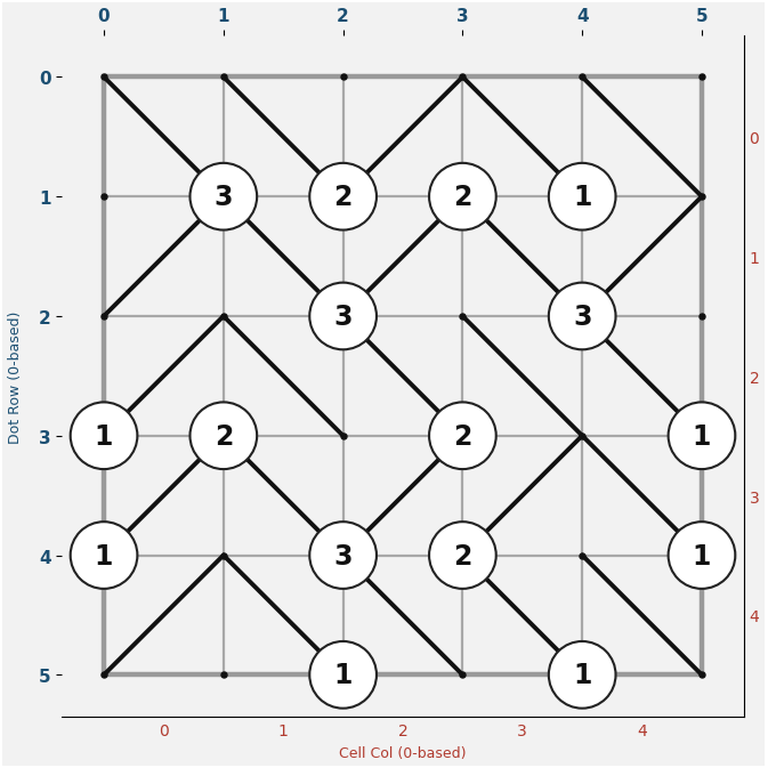 0 1 2 3 4 5
0
0
1 3 2 2 1
1
2 3 3
2
Dot Row (0-based)
3 1 2 2 1
3
4 1 3 2 1
4
5 1 1
0 1 2 3 4
Cell Col (0-based)